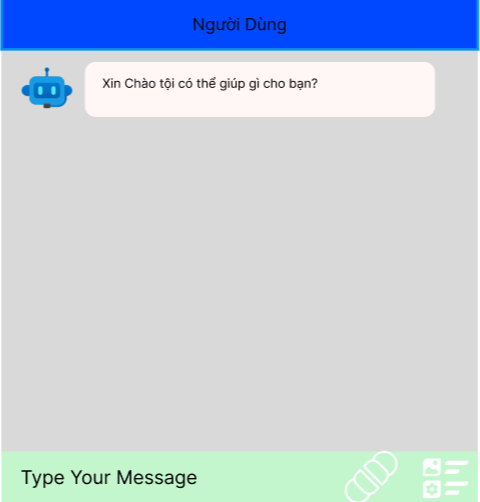 Người Dùng
Xin Chào tội có thể giúp gì cho bạn?
Type Your Message